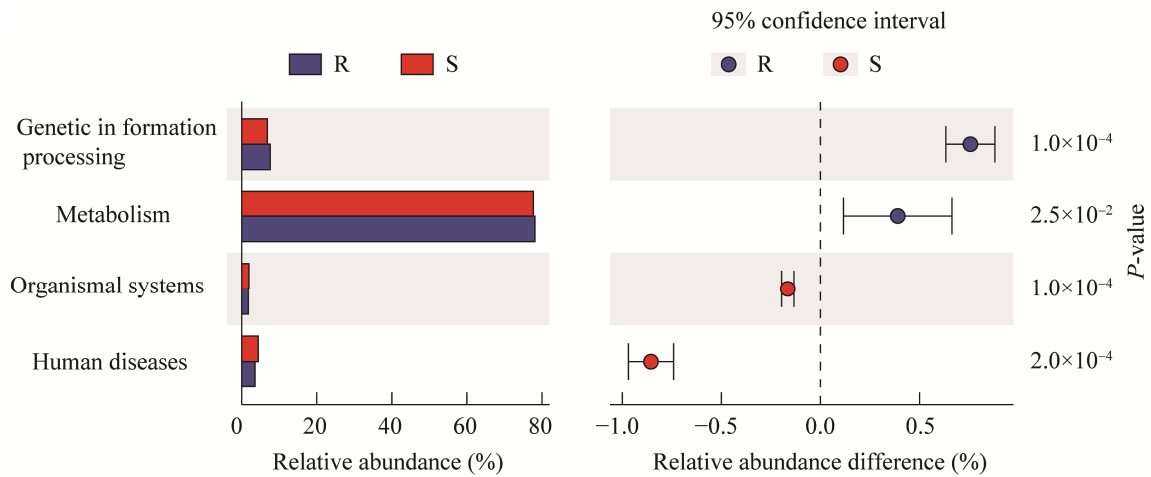 95% confidence interval
R S R S
Genetic in formation
processing
1.0×10⁻⁴
Metabolism
2.5×10⁻²
Organismal systems
1.0×10⁻⁴
Human diseases
2.0×10⁻⁴
P-value
0 20 40 60 80
−1.0 −0.5 0.0 0.5
Relative abundance (%)
Relative abundance difference (%)